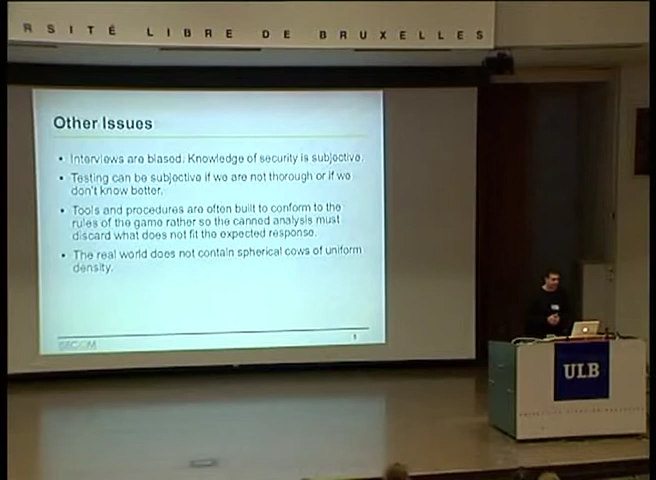 RSITÉ LIBRE DE BRUXELLES
Other Issues
• Interviews are biased. Knowledge of security is subjective.
• Testing can be subjective if we are not thorough or if we
don't know better.
• Tools and procedures are often built to conform to the
rules of the game rather so the canned analysis must
discard what does not fit the expected response.
• The real world does not contain spherical cows of uniform
density.
ULB